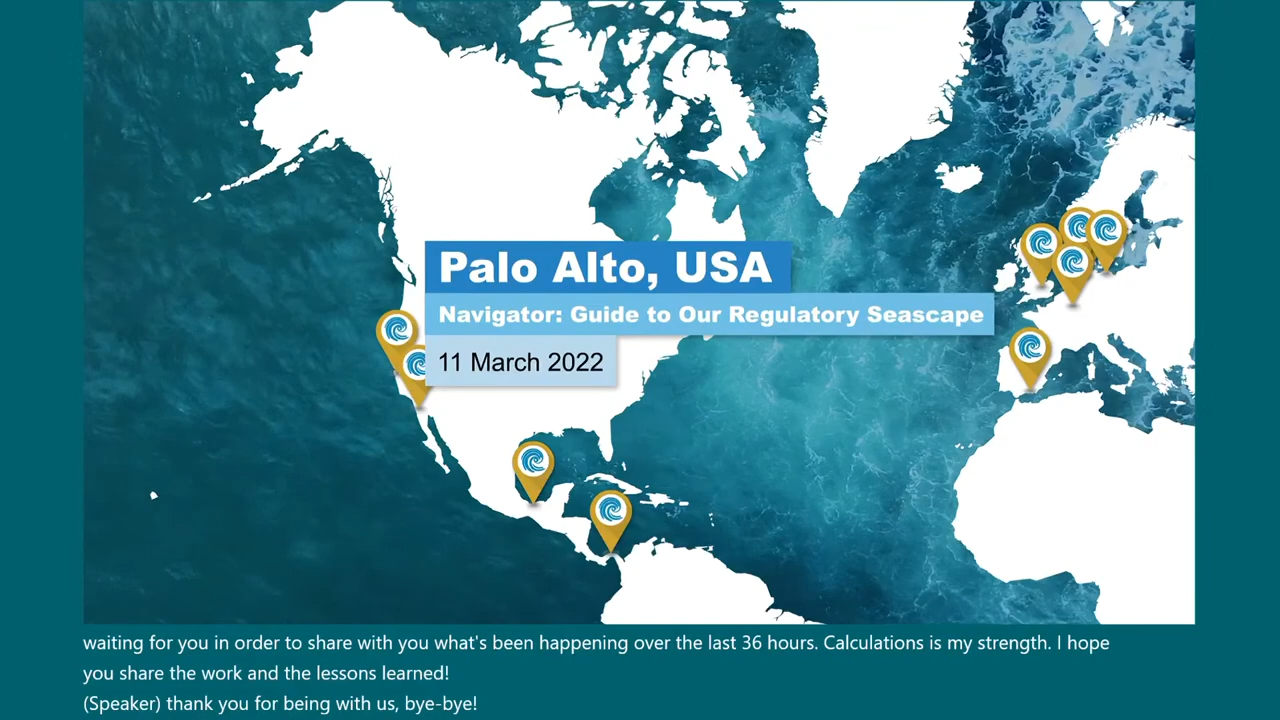 Palo Alto, USA
Navigator: Guide to Our Regulatory Seascape
11 March 2022
waiting for you in order to share with you what's been happening over the last 36 hours. Calculations is my strength. I hope
you share the work and the lessons learned!
(Speaker) thank you for being with us, bye-bye!